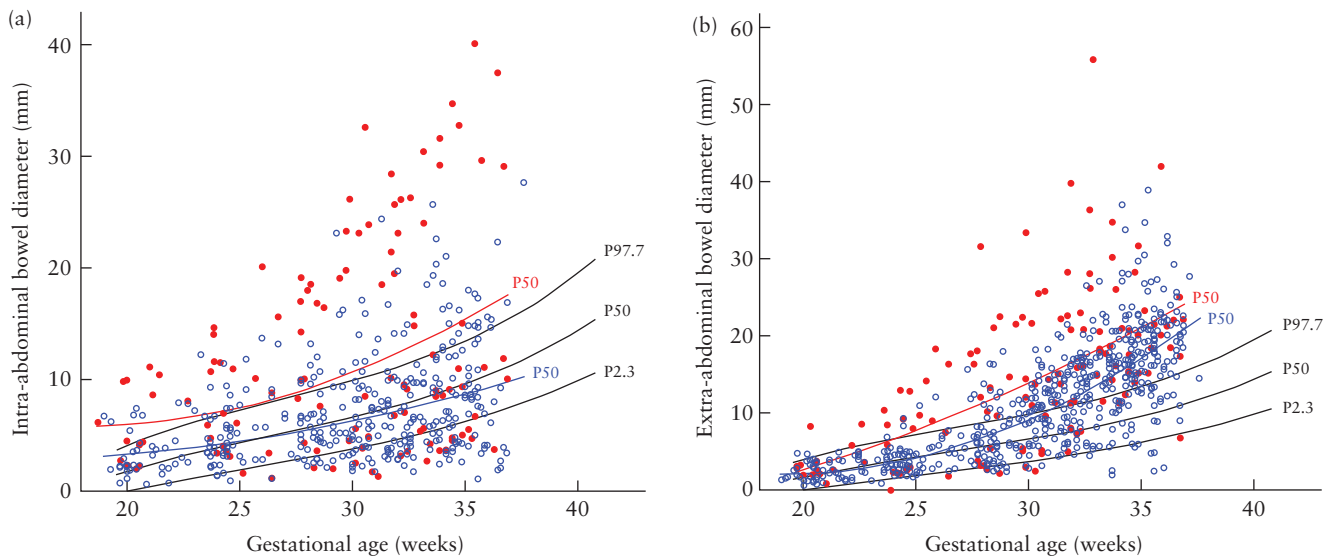 (a)
Intra-abdominal bowel diameter (mm)
40
30
20
10
0
20
25
30
35
40
Gestational age (weeks)
P50
P50
P97.7
P50
P2.3
(b)
Extra-abdominal bowel diameter (mm)
60
50
40
30
20
10
0
20
25
30
35
40
Gestational age (weeks)
P50
P50
P97.7
P50
P2.3